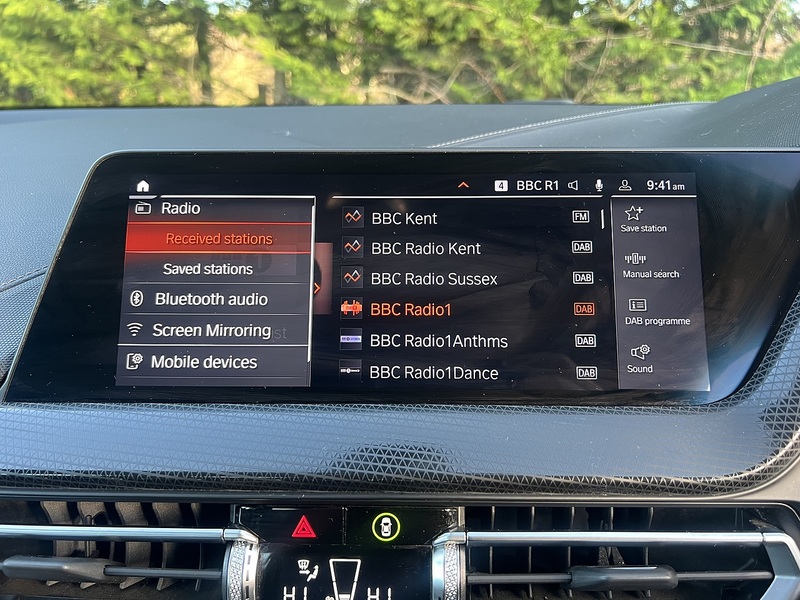 4 BBC R1 9:41am
Radio
Received stations
Saved stations
Bluetooth audio
Screen Mirroring
Mobile devices
BBC Kent FM
BBC Radio Kent DAB
BBC Radio Sussex DAB
BBC Radio1 DAB
BBC Radio1Anthms DAB
BBC Radio1Dance DAB
Save station
Manual search
DAB programme
Sound
HI HI